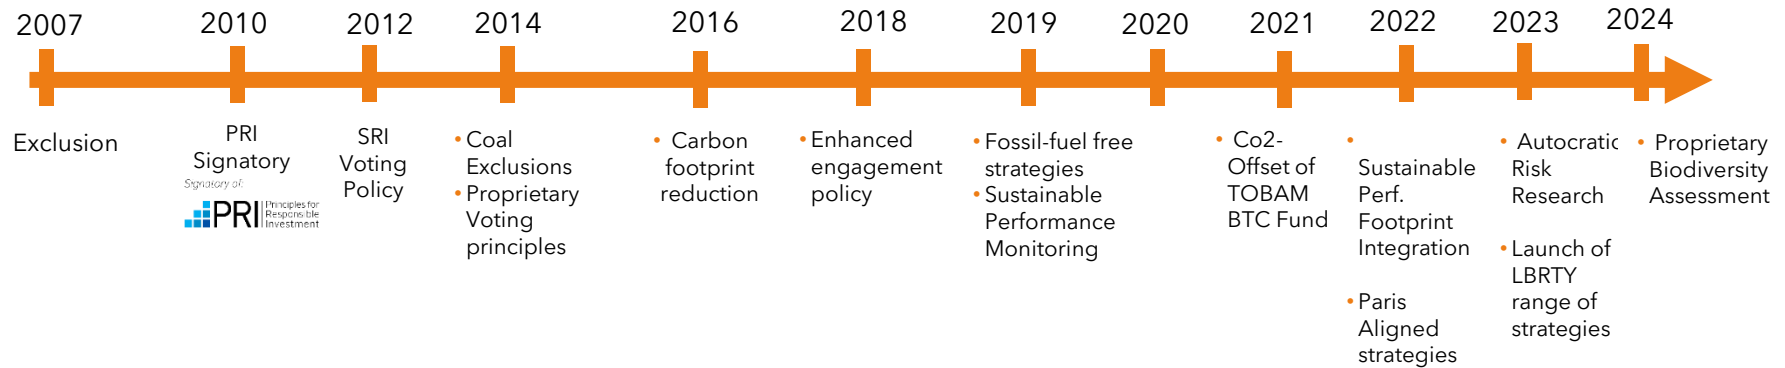 2007
2010
2012
2014
2016
2018
2019
2020
2021
2022
2023
2024
Exclusion
PRI
Signatory
Signatory of:
PRI
Principles for
Responsible
Investment
SRI
Voting
Policy
• Coal
Exclusions
• Proprietary
Voting
principles
• Carbon
footprint
reduction
• Enhanced
engagement
policy
• Fossil-fuel free
strategies
• Sustainable
Performance
Monitoring
• Co2-
Offset of
TOBAM
BTC Fund
•
Sustainable
Perf.
Footprint
Integration
• Paris
Aligned
strategies
• Autocratic
Risk
Research
• Launch of
LBRTY
range of
strategies
• Proprietary
Biodiversity
Assessment